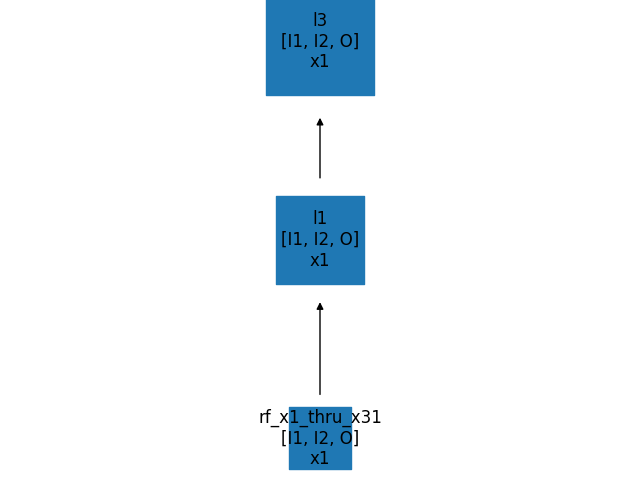 l3
[I1, I2, O]
x1
l1
[I1, I2, O]
x1
rf_x1_thru_x31
[I1, I2, O]
x1